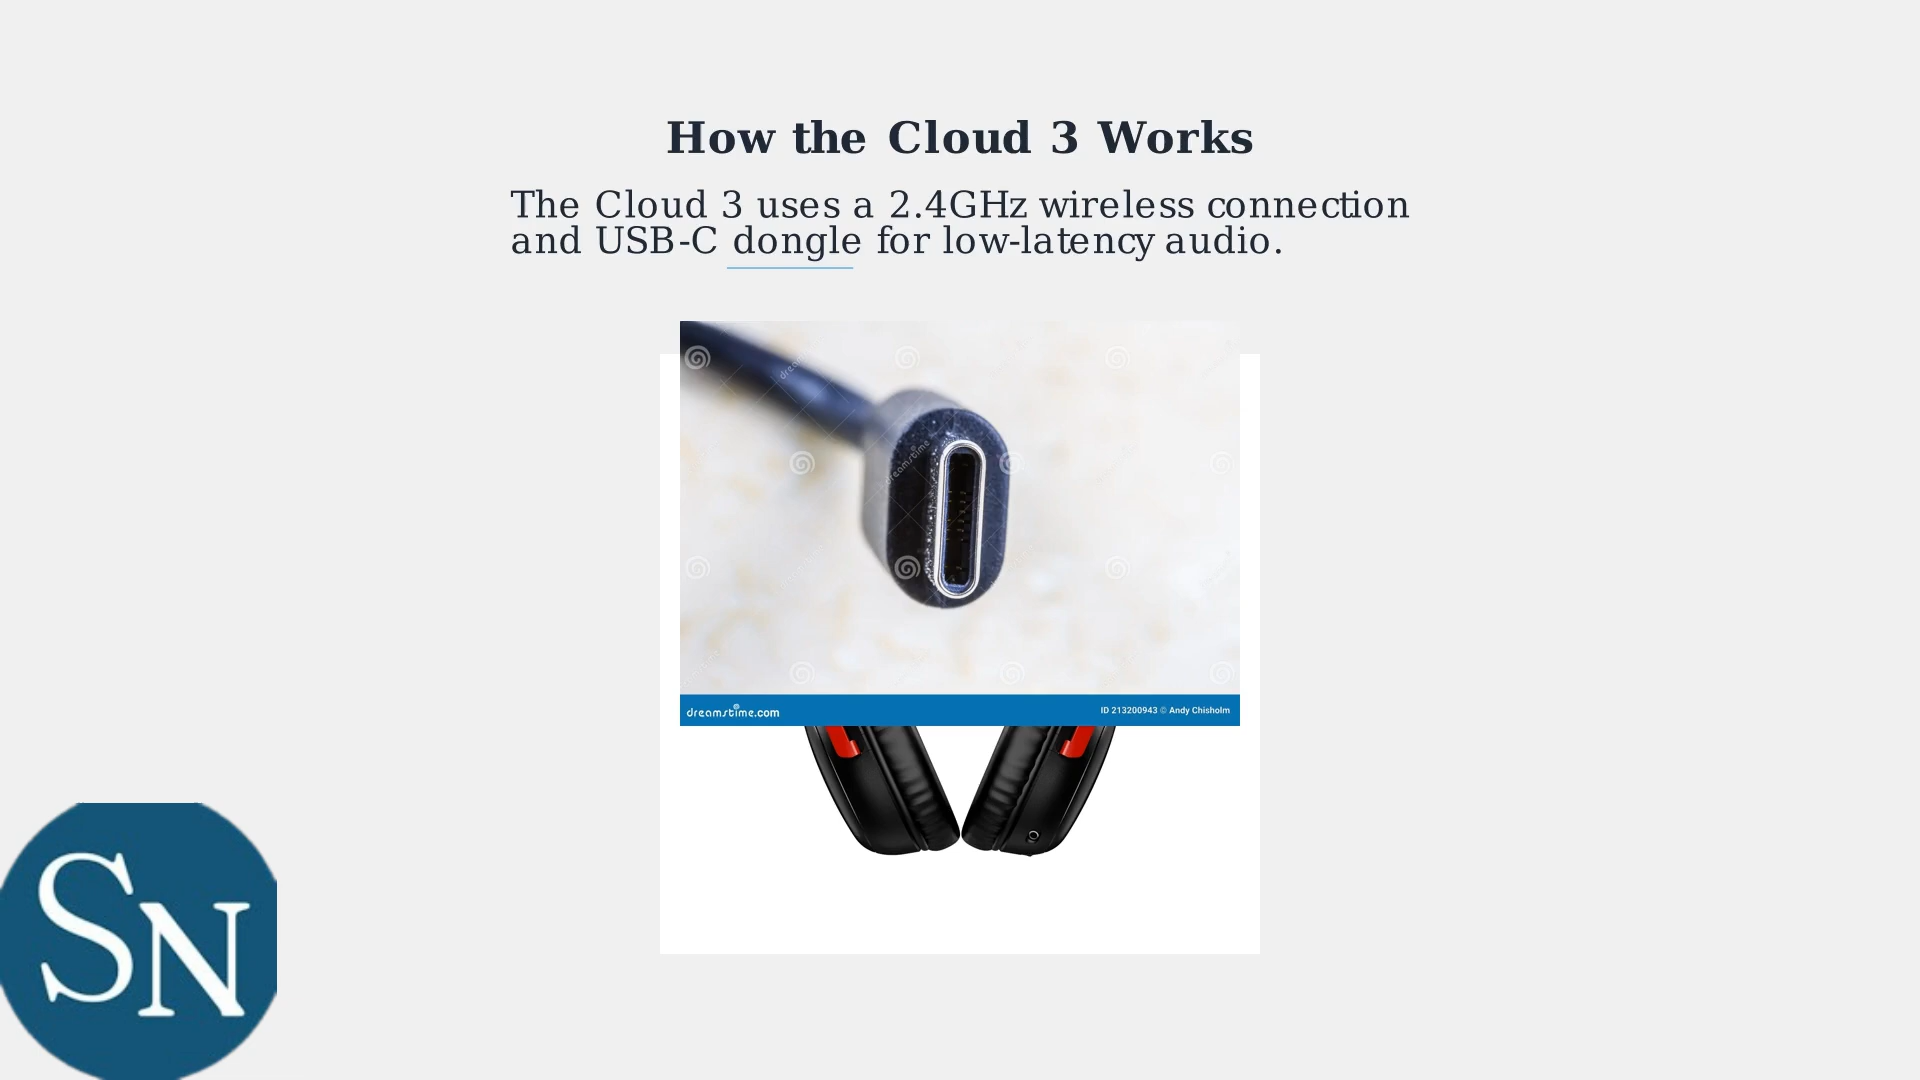 How the Cloud 3 Works
The Cloud 3 uses a 2.4GHz wireless connection
and USB-C dongle for low-latency audio.
dreamstime
dreamstime.com
ID 213200943 © Andy Chisholm
SN